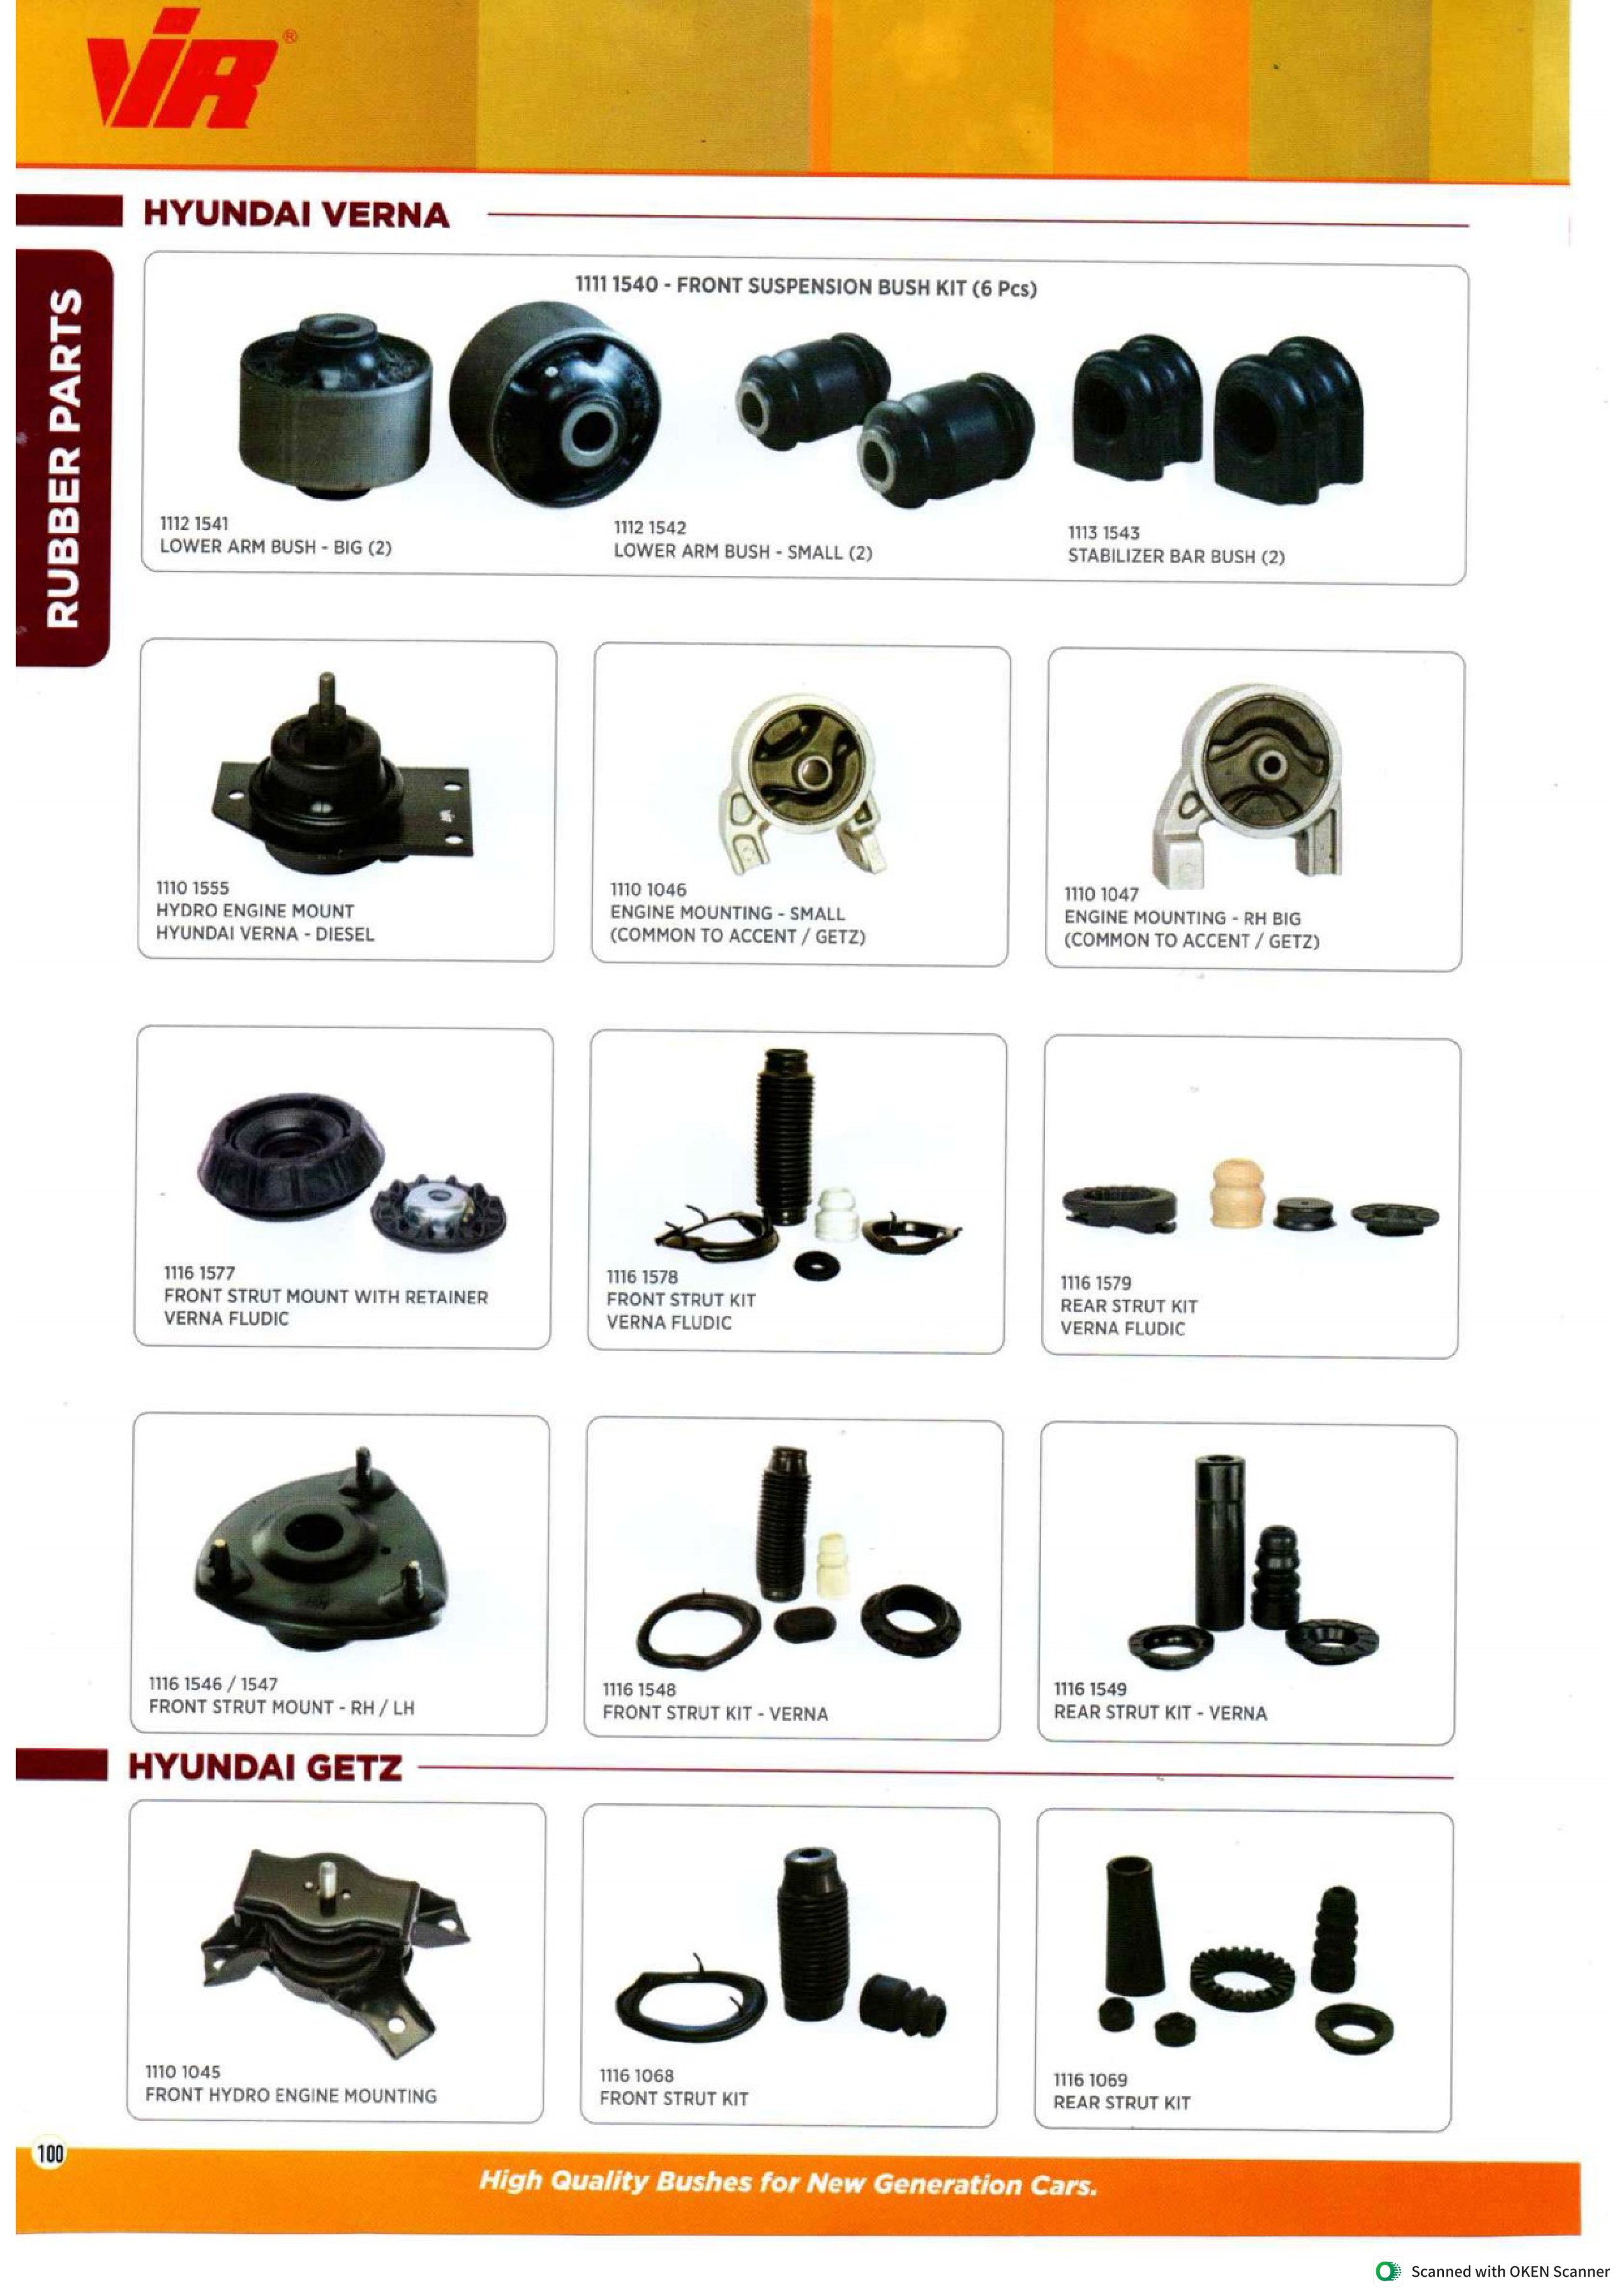 ViR®
HYUNDAI VERNA
RUBBER PARTS
1111 1540 - FRONT SUSPENSION BUSH KIT (6 Pcs)
1112 1541
LOWER ARM BUSH - BIG (2)
1112 1542
LOWER ARM BUSH - SMALL (2)
1113 1543
STABILIZER BAR BUSH (2)
1110 1555
HYDRO ENGINE MOUNT
HYUNDAI VERNA - DIESEL
1110 1046
ENGINE MOUNTING - SMALL
(COMMON TO ACCENT / GETZ)
1110 1047
ENGINE MOUNTING - RH BIG
(COMMON TO ACCENT / GETZ)
1116 1577
FRONT STRUT MOUNT WITH RETAINER
VERNA FLUDIC
1116 1578
FRONT STRUT KIT
VERNA FLUDIC
1116 1579
REAR STRUT KIT
VERNA FLUDIC
1116 1546 / 1547
FRONT STRUT MOUNT - RH / LH
1116 1548
FRONT STRUT KIT - VERNA
1116 1549
REAR STRUT KIT - VERNA
HYUNDAI GETZ
1110 1045
FRONT HYDRO ENGINE MOUNTING
1116 1068
FRONT STRUT KIT
1116 1069
REAR STRUT KIT
100
High Quality Bushes for New Generation Cars.
Scanned with OKEN Scanner